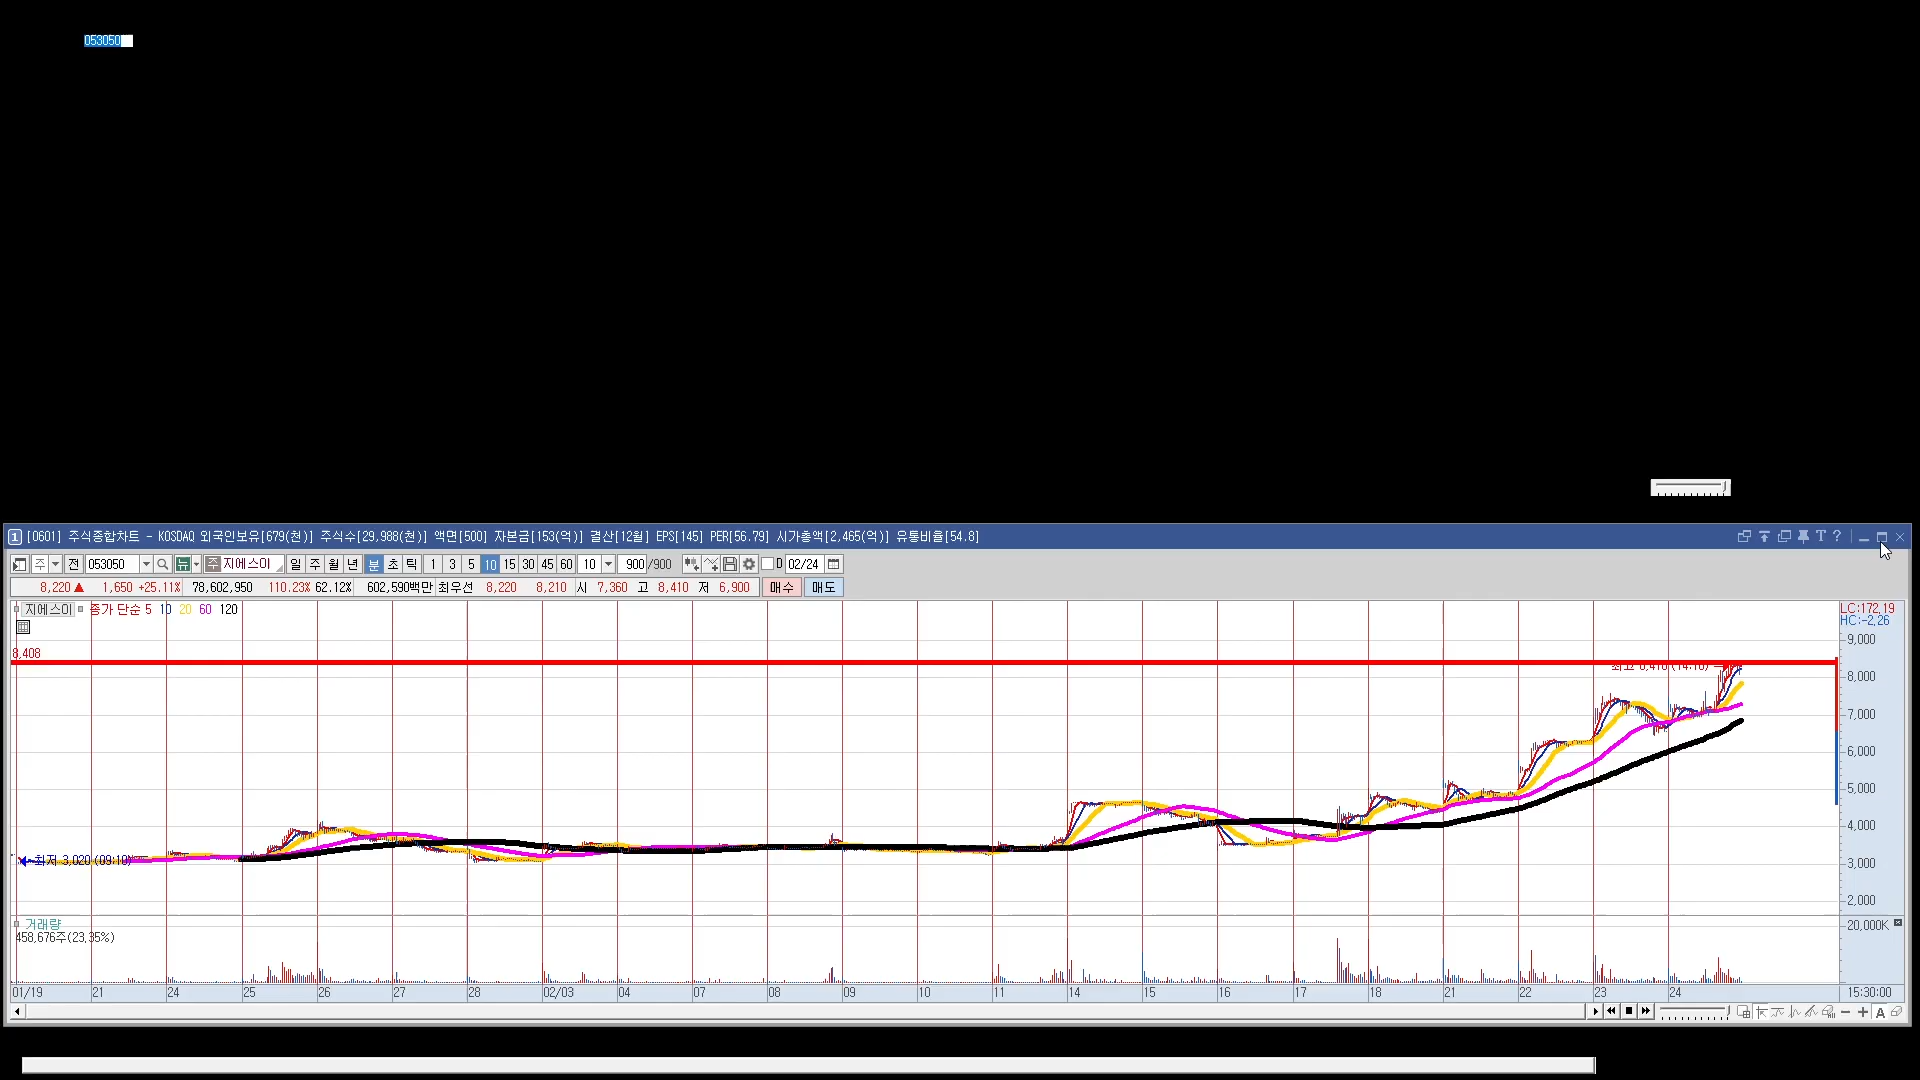 053050
1 [0601] 주식종합차트 - KOSDAQ 외국인보유[679(천)] 주식수[29,988(천)] 액면[500] 자본금[153(억)] 결산[12월] EPS[145] PER[56.79] 시가총액[2,465(억)] 유통비율[54.8] T ?
주 전 053050 뉴 주 지에스이 일 주 월 년 분 초 틱 1 3 5 10 15 30 45 60 10 900 /900 D 02/24
8,220 ▲ 1,650 +25.11% 78,602,950 110.23% 62.12% 602,590백만 최우선 8,220 8,210 시 7,360 고 8,410 저 6,900 매수 매도
지에스이 종가 단순 5 10 20 60 120
LC:172.19
HC:-2.26
9,000
8,408
8,000
7,000
6,000
5,000
4,000
3,000
최저 3,020 (09:10)
2,000
거래량
20,000K
458,676주(23.35%)
01/19 21 24 25 26 27 28 02/03 04 07 08 09 10 11 14 15 16 17 18 21 22 23 24 15:30:00
A